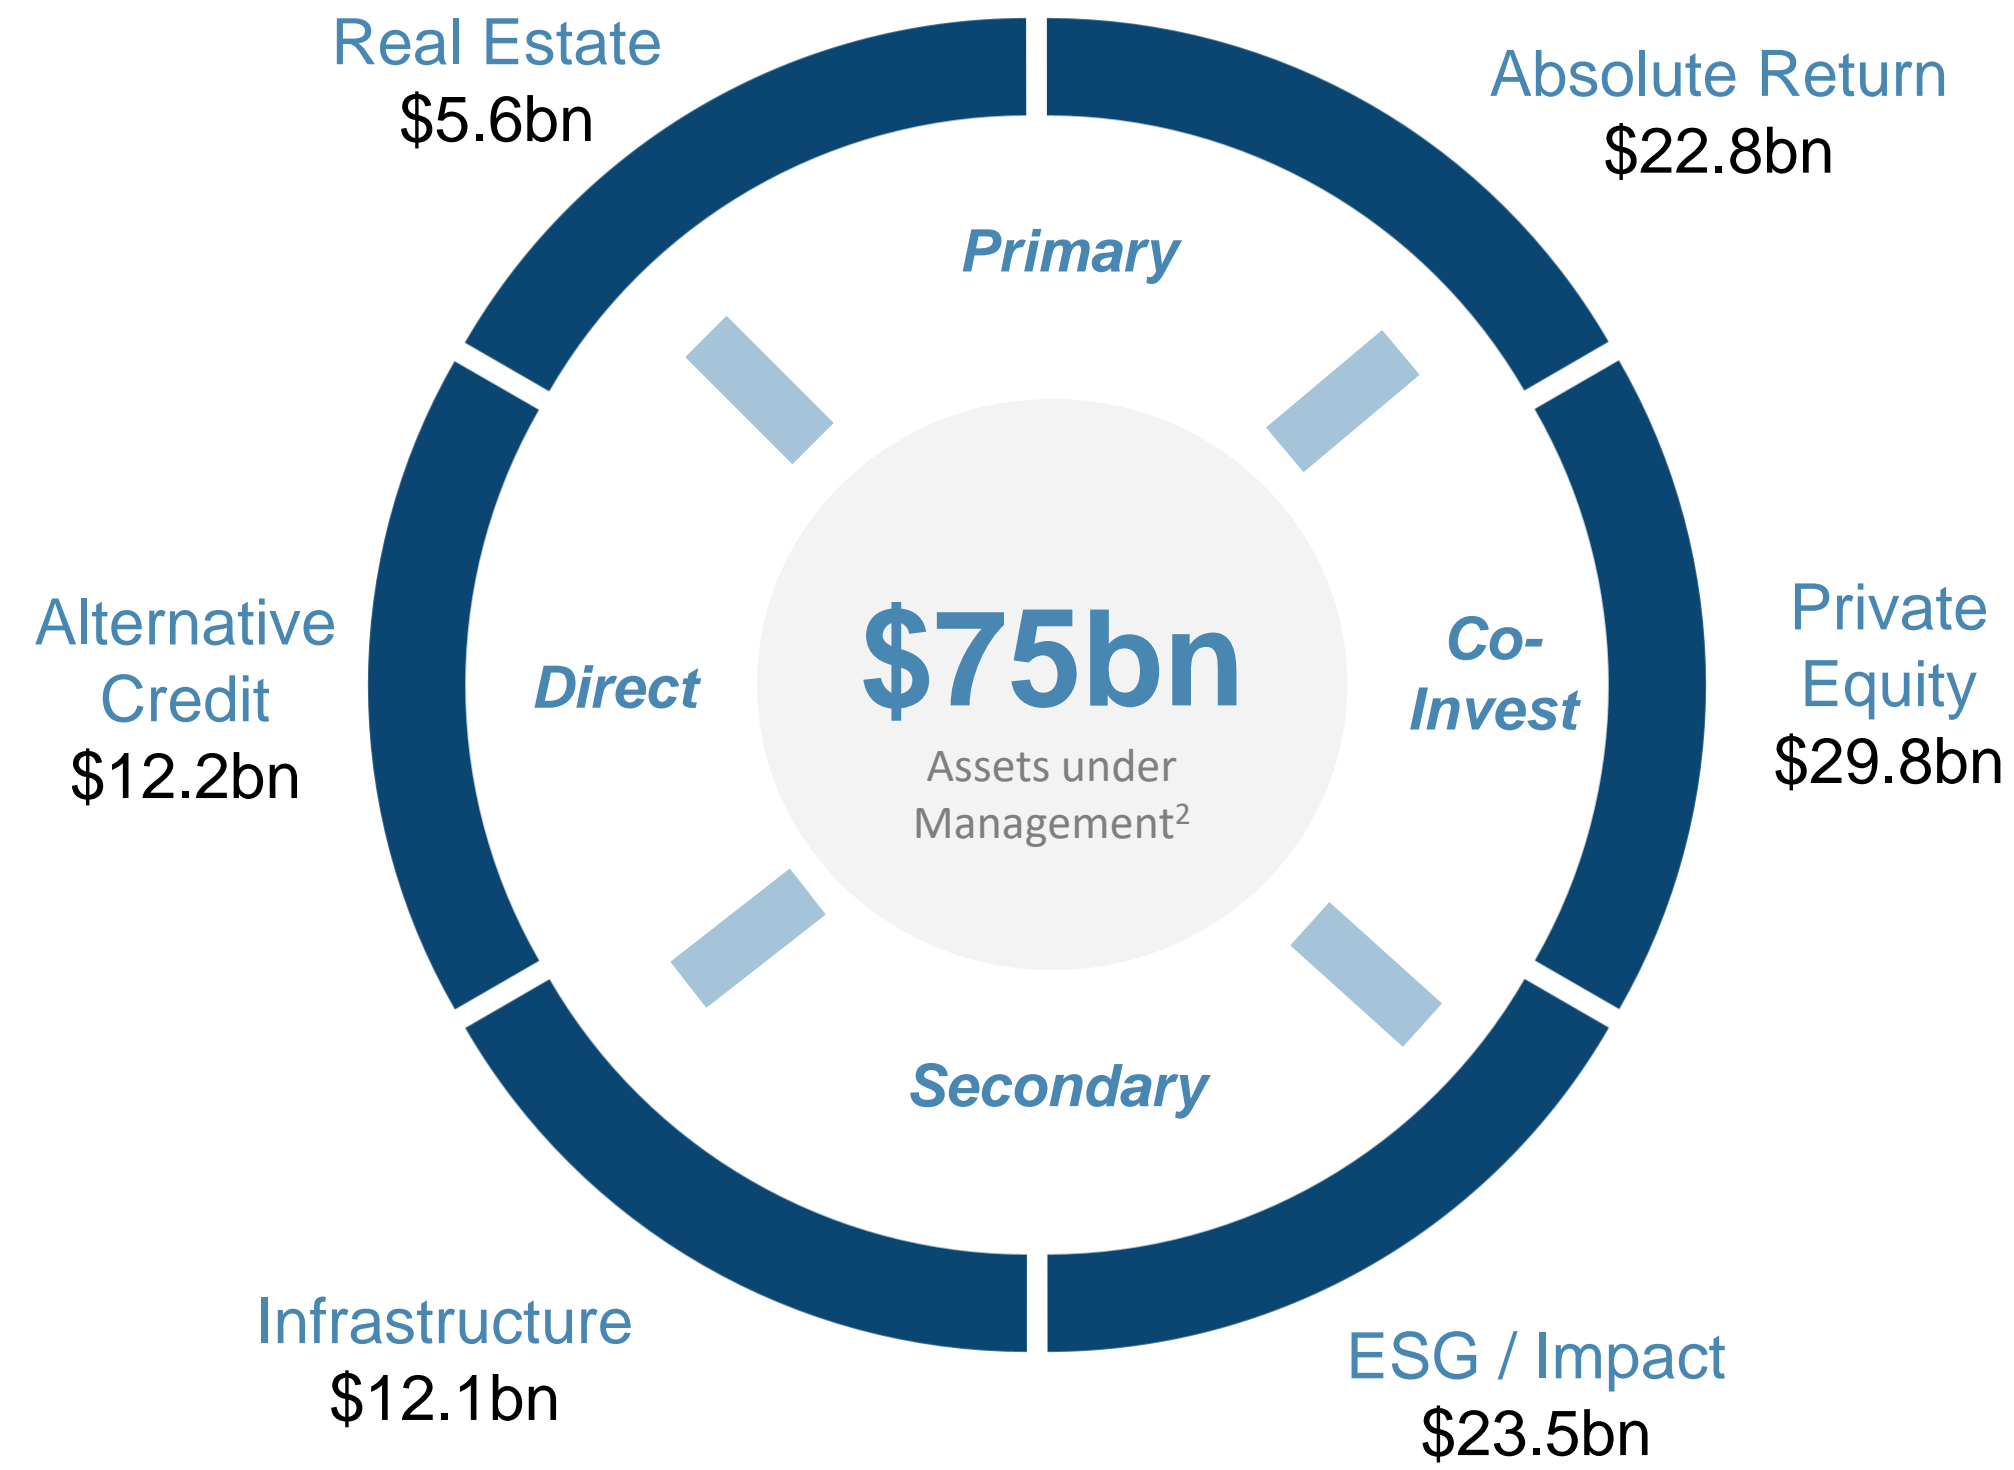 Real Estate
$5.6bn
Absolute Return
$22.8bn
Primary
Alternative
Credit
$12.2bn
Direct
$75bn
Assets under
Management²
Co-
Invest
Private
Equity
$29.8bn
Secondary
Infrastructure
$12.1bn
ESG / Impact
$23.5bn